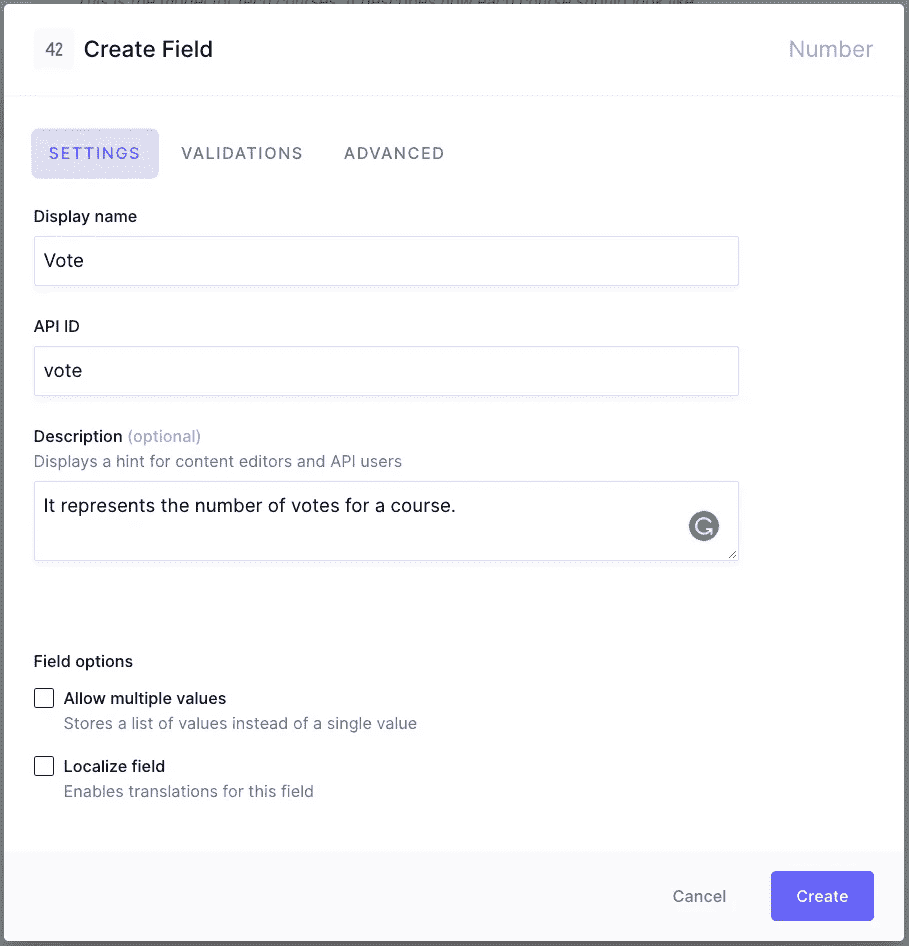 42 Create Field Number
SETTINGS VALIDATIONS ADVANCED
Display name
Vote
API ID
vote
Description (optional)
Displays a hint for content editors and API users
It represents the number of votes for a course.
Field options
Allow multiple values
Stores a list of values instead of a single value
Localize field
Enables translations for this field
Cancel Create